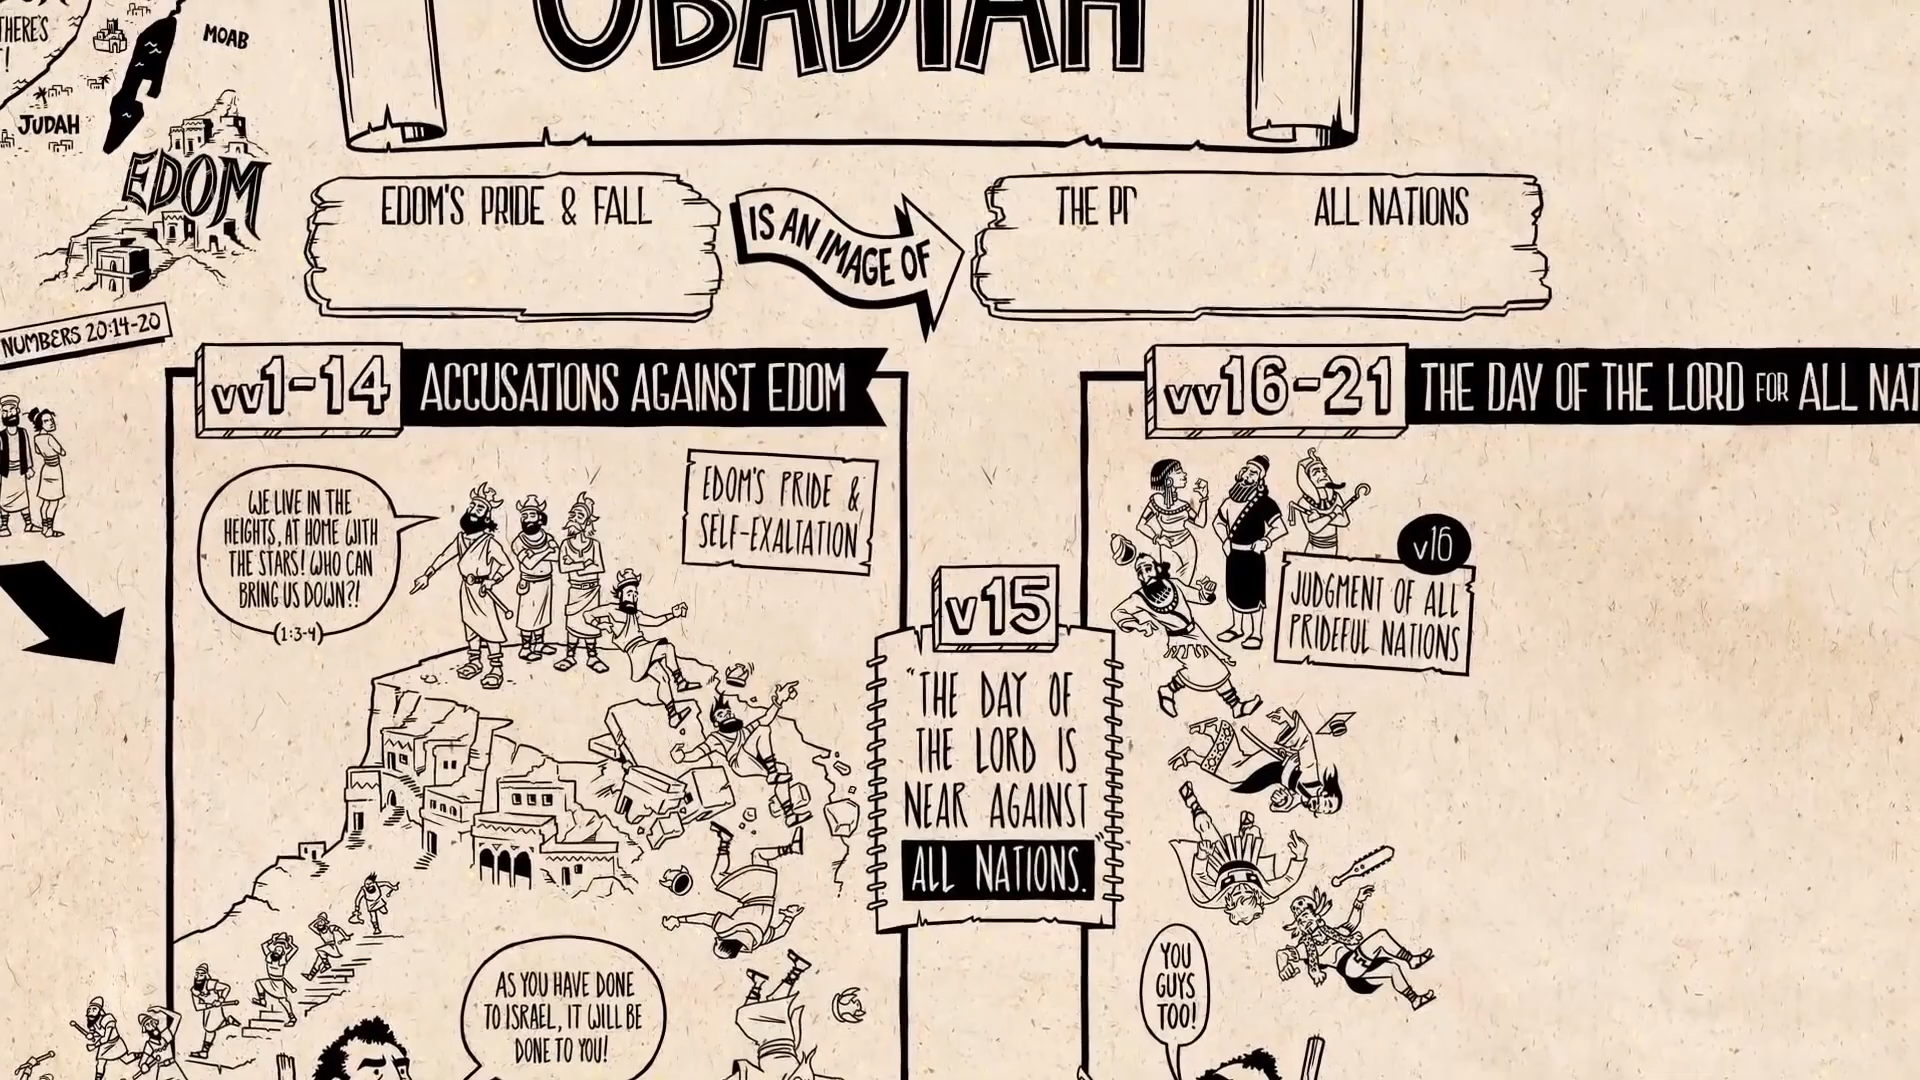 THERE'S
MOAB
JUDAH
EDOM
NUMBERS 20:14-20
OBADIAH
EDOM'S PRIDE & FALL
IS AN IMAGE OF
THE PR
ALL NATIONS
vv1-14 ACCUSATIONS AGAINST EDOM
WE LIVE IN THE
HEIGHTS, AT HOME WITH
THE STARS! WHO CAN
BRING US DOWN?!
(1:3-4)
EDOM'S PRIDE &
SELF-EXALTATION
AS YOU HAVE DONE
TO ISRAEL, IT WILL BE
DONE TO YOU!
v15
"THE DAY OF
THE LORD IS
NEAR AGAINST
ALL NATIONS."
vv16-21 THE DAY OF THE LORD FOR ALL NAT
v16
JUDGMENT OF ALL
PRIDEFUL NATIONS
YOU
GUYS
TOO!